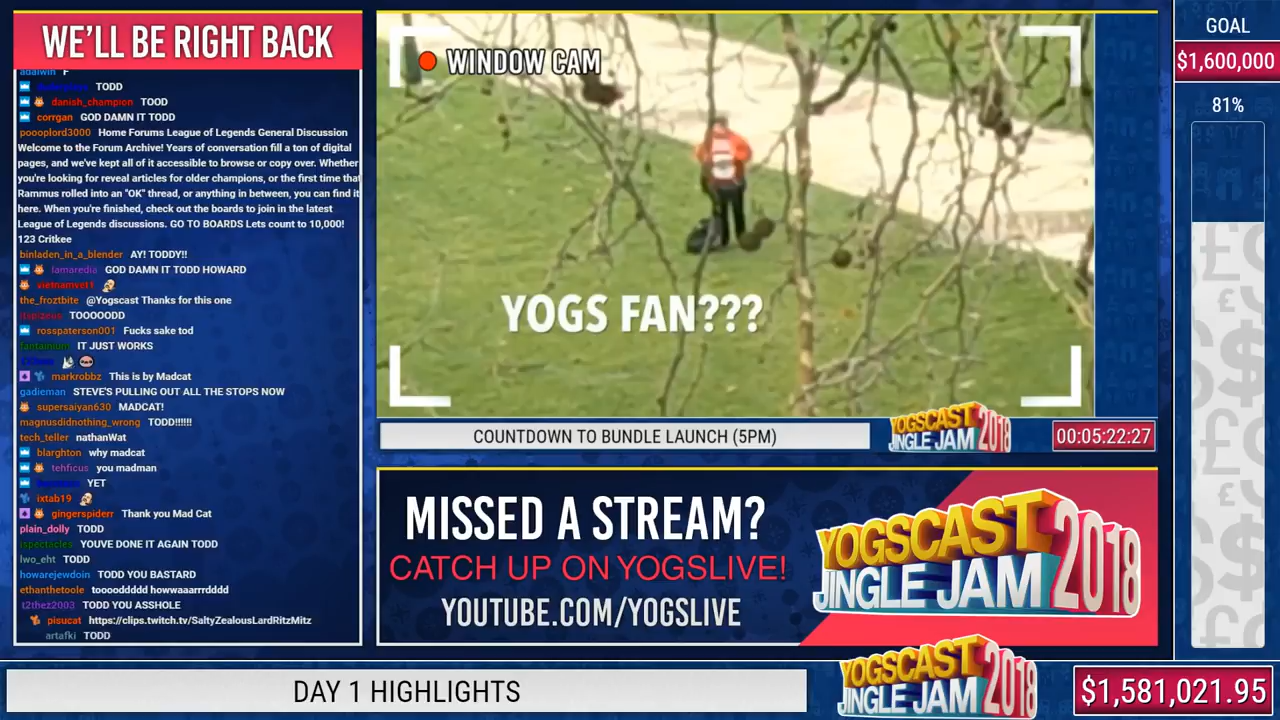 WE'LL BE RIGHT BACK
adalwin F
TODD
danish_champion TOOD
corrgan GOD DAMN IT TODD
poooplord3000 Home Forums League of Legends General Discussion
Welcome to the Forum Archive! Years of conversation fill a ton of digital
pages, and we've kept all of it accessible to browse or copy over. Whether
you're looking for reveal articles for older champions, or the first time that
Rammus rolled into an "OK" thread, or anything in between, you can find it
here. When you're finished, check out the boards to join in the latest
League of Legends discussions. GO TO BOARDS Lets count to 10,000!
123 Critkee
binladen_in_a_blender AY! TODDY!!
lamaredia GOD DAMN IT TODD HOWARD
the_froztbite @Yogscast Thanks for this one
TOOOOODD
rosspaterson001 Fucks sake tod
fantainium IT JUST WORKS
markrobbz This is by Madcat
gadieman STEVE'S PULLING OUT ALL THE STOPS NOW
supersaiyan630 MADCAT!
magnusdidnothing_wrong TODD!!!!!!
tech_teller nathanWat
blarghton why madcat
tehficus you madman
YET
ixtab19
gingerspiderr Thank you Mad Cat
plain_dolly TODD
ispectacles YOUVE DONE IT AGAIN TODD
lwo_eht TODD
howarejewdoin TODD YOU BASTARD
ethanthetoole toooddddd howwaaarrrdddd
t2thez2003 TODD YOU ASSHOLE
pisucat https://clips.twitch.tv/SaltyZealousLardRitzMitz
artafki TODD
WINDOW CAM
YOGS FAN???
COUNTDOWN TO BUNDLE LAUNCH (5PM)
YOGSCAST
JINGLE JAM 2018
00:05:22:27
MISSED A STREAM?
CATCH UP ON YOGSLIVE!
YOUTUBE.COM/YOGSLIVE
YOGSCAST
JINGLE JAM 2018
GOAL
$1,600,000
81%
DAY 1 HIGHLIGHTS
YOGSCAST
JINGLE JAM 2018
$1,581,021.95